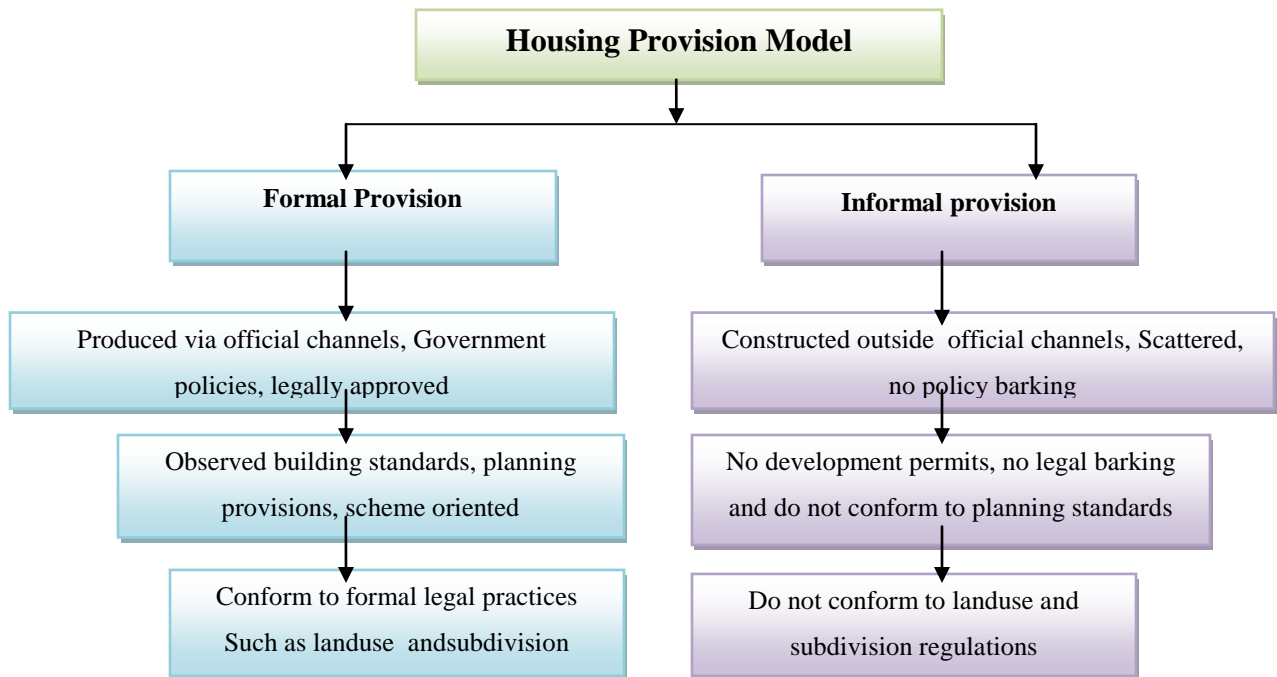 Housing Provision Model
Formal Provision
Informal provision
Produced via official channels, Government
policies, legally approved
Constructed outside official channels, Scattered,
no policy barking
Observed building standards, planning
provisions, scheme oriented
No development permits, no legal barking
and do not conform to planning standards
Conform to formal legal practices
Such as landuse andsubdivision
Do not conform to landuse and
subdivision regulations